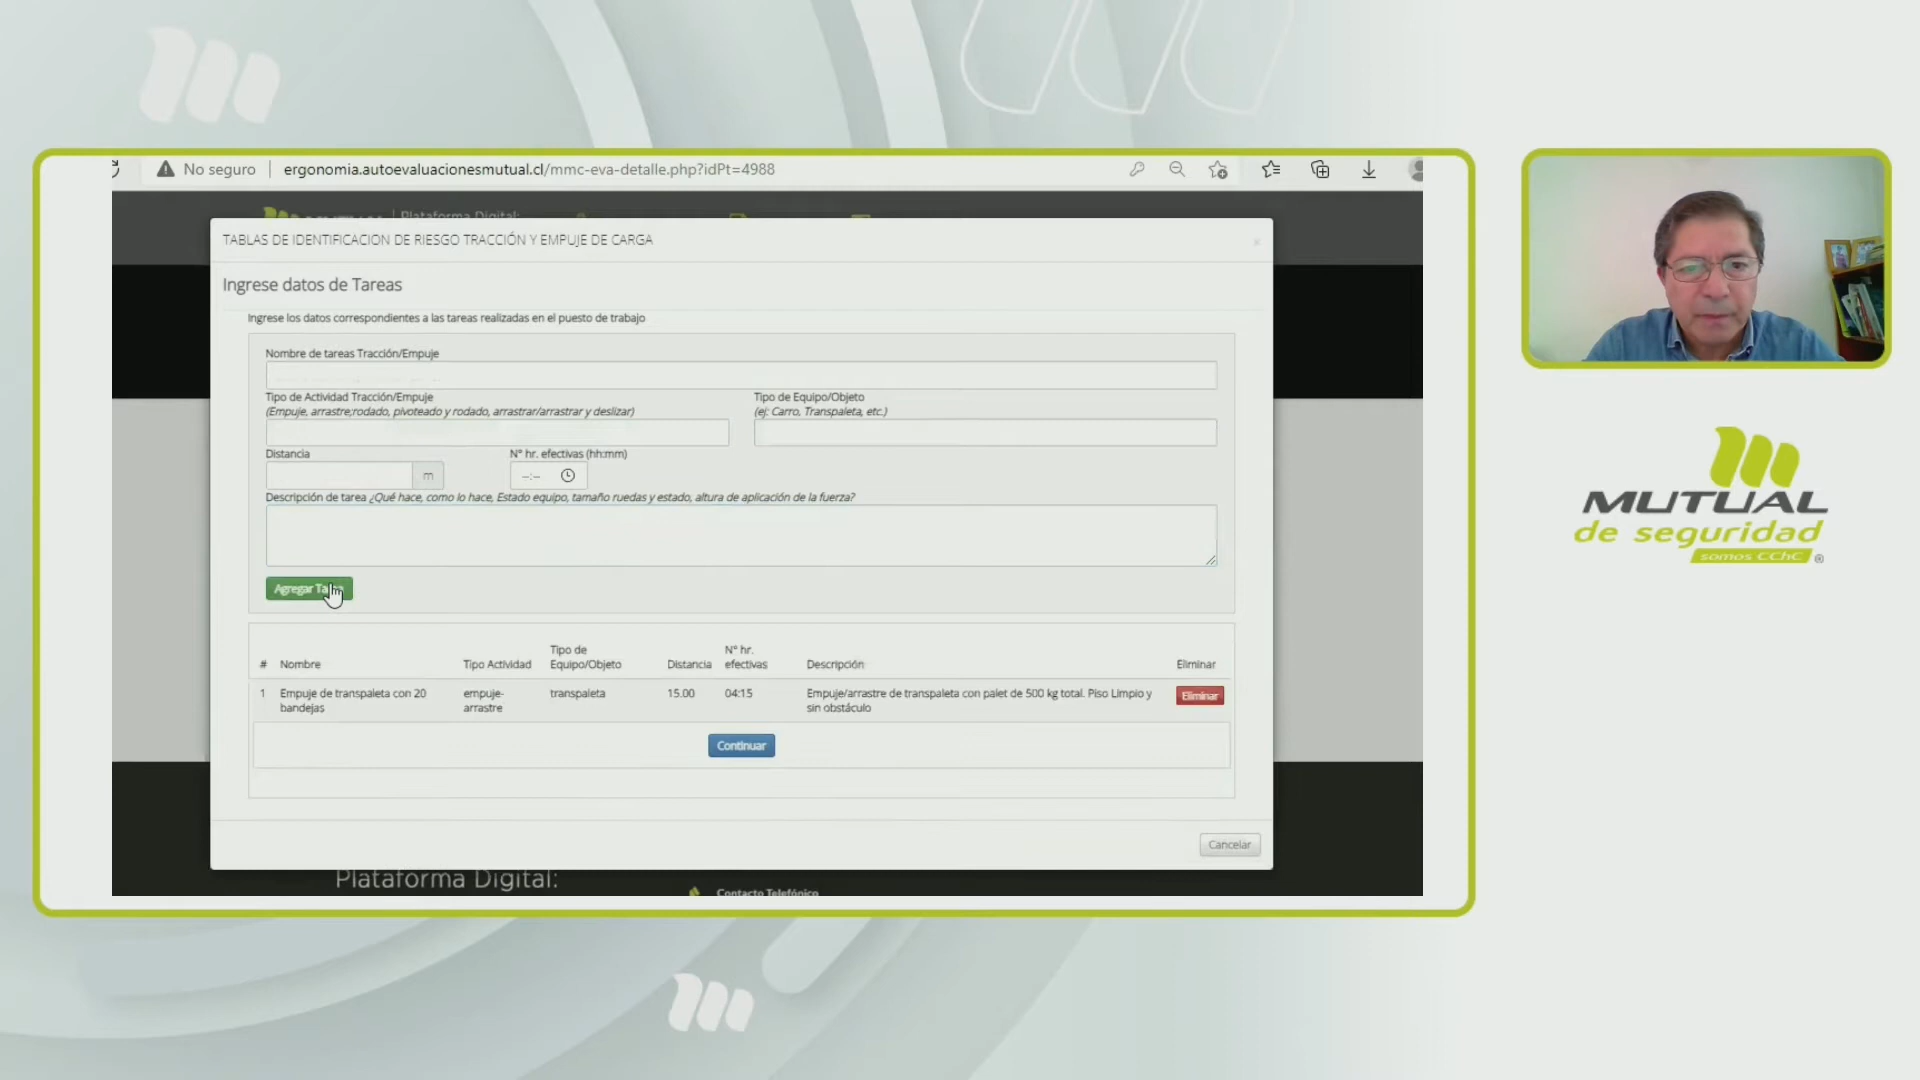 No seguro
ergonomia.autoevaluacionesmutual.cl/mmc-eva-detalle.php?idPt=4988
Plataforma Digital:
TABLAS DE IDENTIFICACION DE RIESGO TRACCIÓN Y EMPUJE DE CARGA
×
Ingrese datos de Tareas
Ingrese los datos correspondientes a las tareas realizadas en el puesto de trabajo
Nombre de tareas Tracción/Empuje
Tipo de Actividad Tracción/Empuje
Tipo de Equipo/Objeto
(Empuje, arrastre;rodado, pivoteado y rodado, arrastrar/arrastrar y deslizar)
(ej: Carro, Transpaleta, etc.)
Distancia
N° hr. efectivas (hh:mm)
m
--:--
Descripción de tarea ¿Qué hace, como lo hace, Estado equipo, tamaño ruedas y estado, altura de aplicación de la fuerza?
Agregar
# Nombre Tipo Actividad Tipo de Equipo/Objeto Distancia N° hr. efectivas Descripción Eliminar
1 Empuje de transpaleta con 20 bandejas empuje-arrastre transpaleta 15.00 04:15 Empuje/arrastre de transpaleta con palet de 500 kg total. Piso Limpio y sin obstáculo Eliminar
Continuar
Cancelar
Plataforma Digital:
Contacto Telefónico
MUTUAL
de seguridad
somos CChC ®